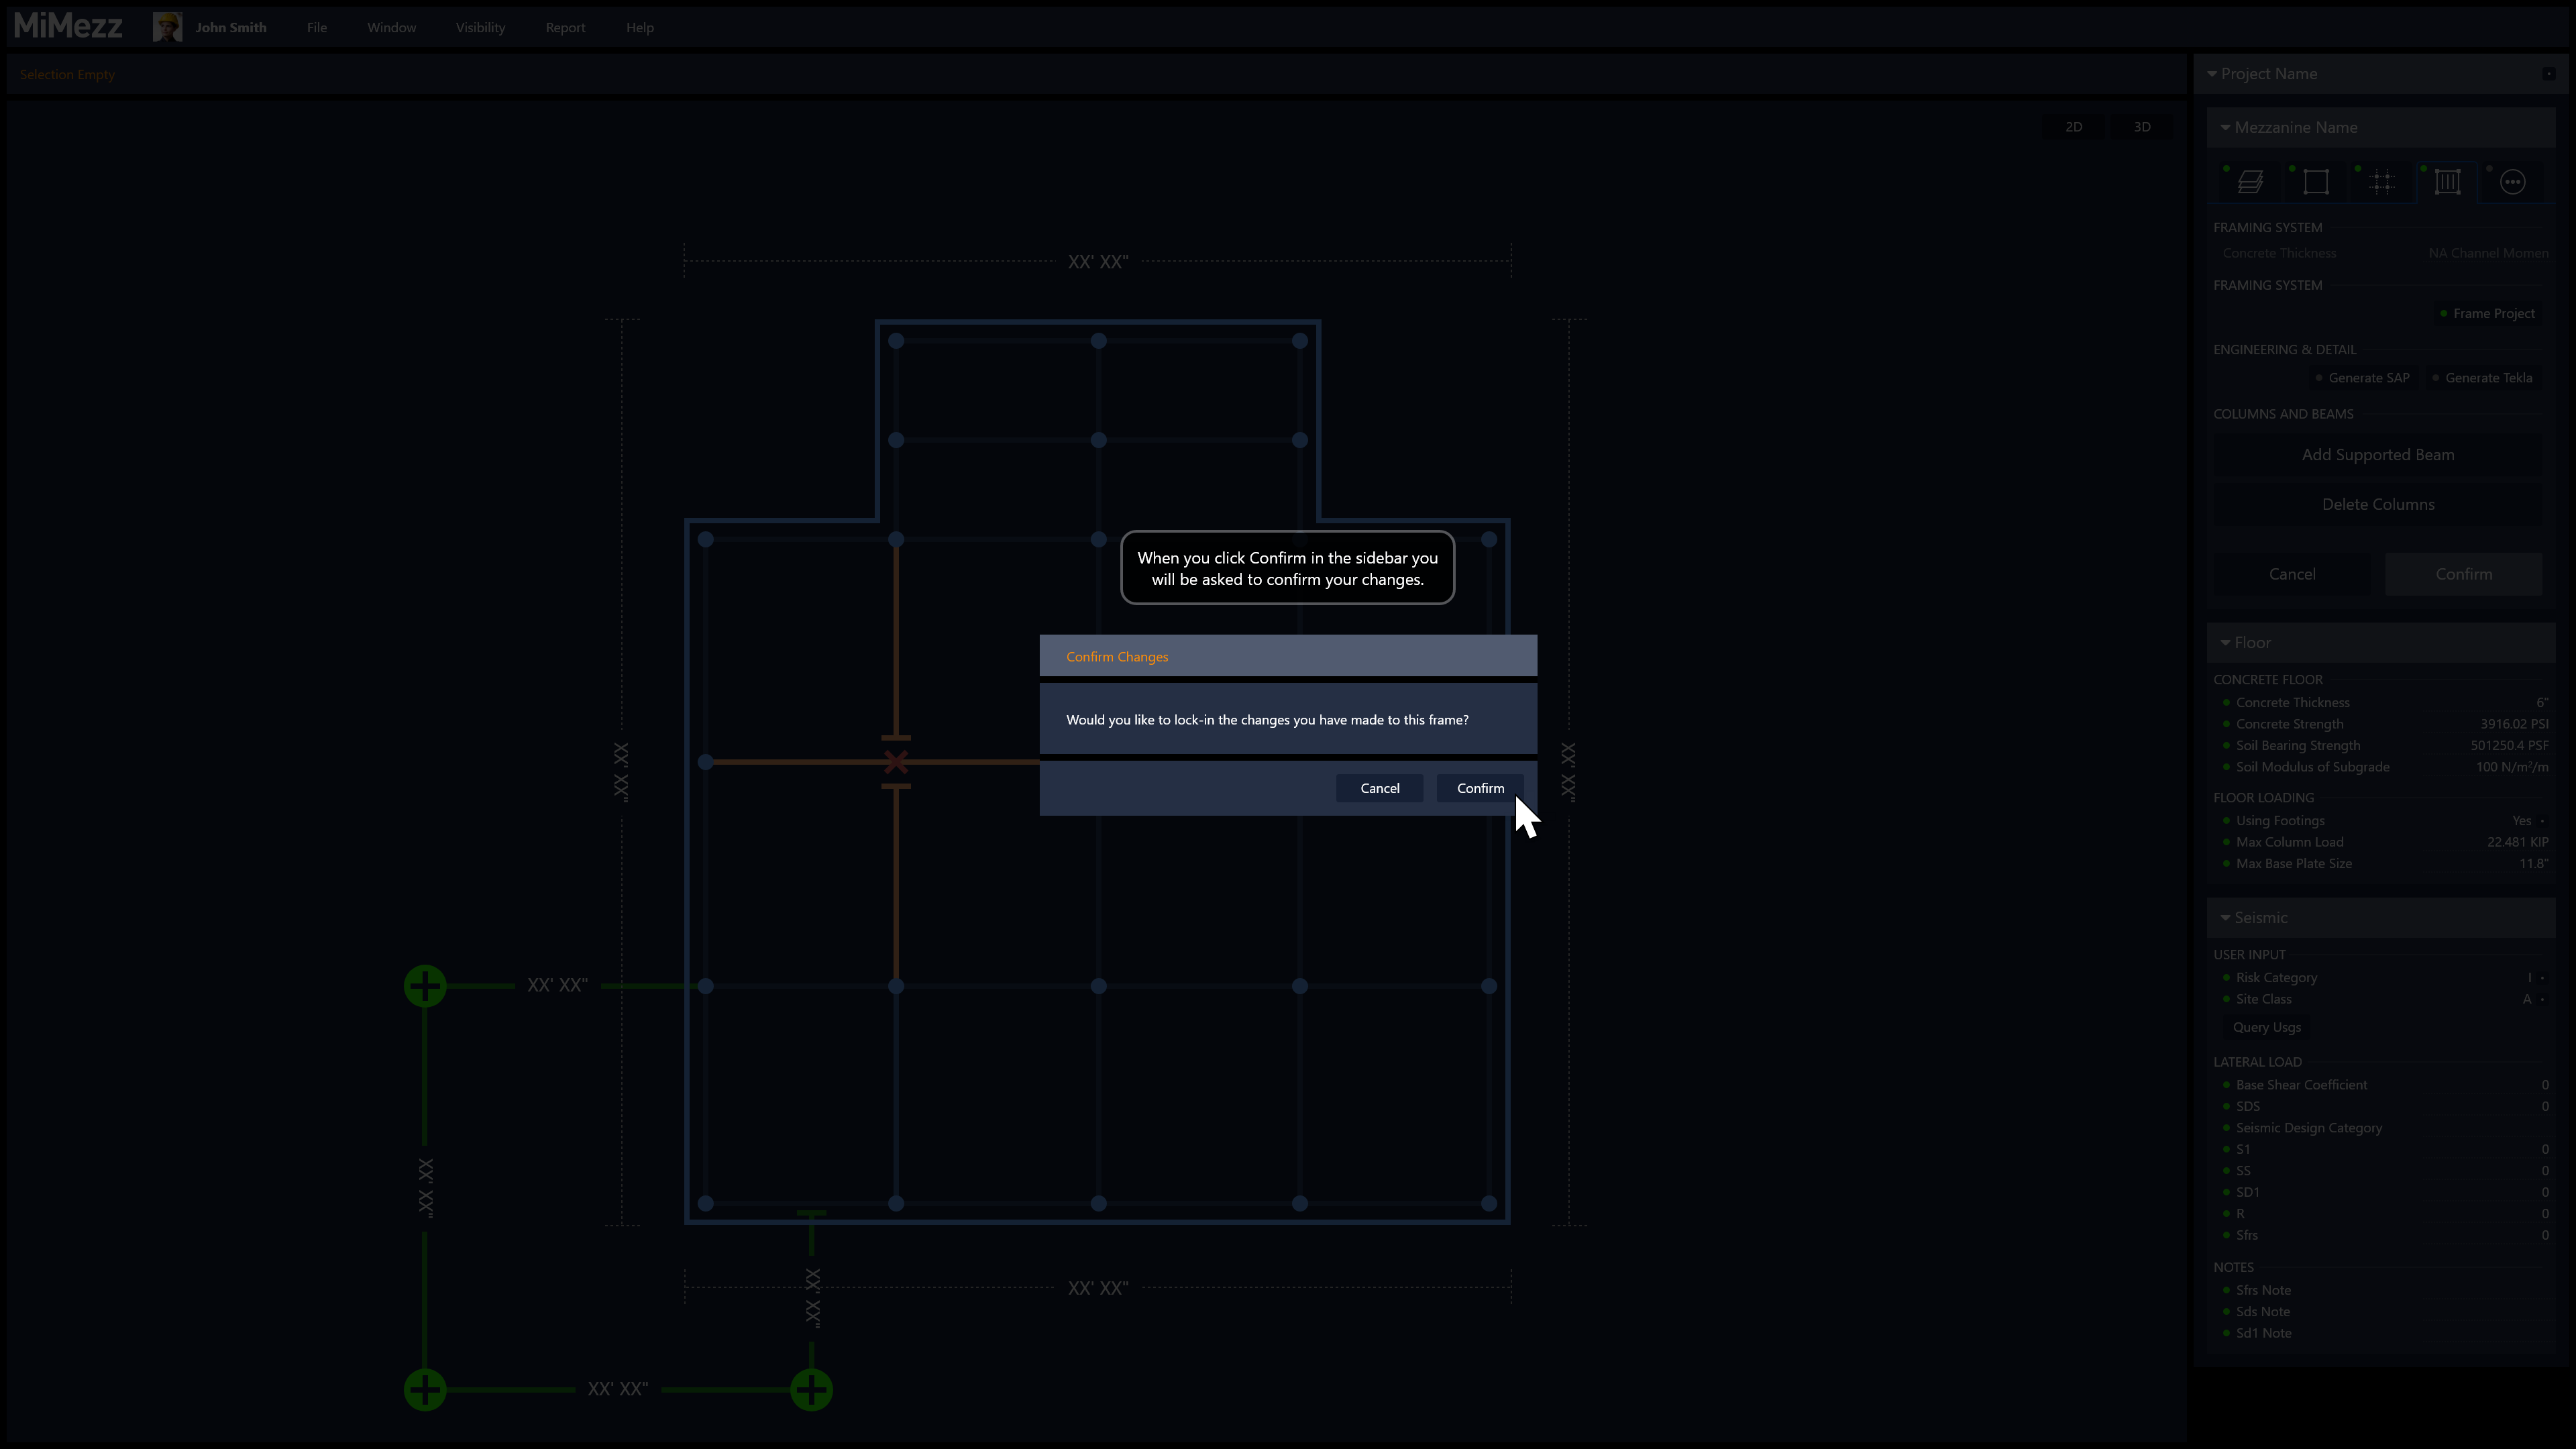 MiMezz
John Smith
File
Window
Visibility
Report
Help
Selection Empty
2D
3D
XX' XX"
XX' XX"
XX' XX"
When you click Confirm in the sidebar you
will be asked to confirm your changes.
Confirm Changes
Would you like to lock-in the changes you have made to this frame?
Cancel
Confirm
XX' XX"
XX' XX"
XX' XX"
XX' XX"
XX' XX"
Project Name
Mezzanine Name
FRAMING SYSTEM
Concrete Thickness NA Channel Momen
FRAMING SYSTEM
Frame Project
ENGINEERING & DETAIL
Generate SAP Generate Tekla
COLUMNS AND BEAMS
Add Supported Beam
Delete Columns
Cancel Confirm
Floor
CONCRETE FLOOR
Concrete Thickness 6"
Concrete Strength 3916.02 PSI
Soil Bearing Strength 501250.4 PSF
Soil Modulus of Subgrade 100 N/m²/m
FLOOR LOADING
Using Footings Yes
Max Column Load 22.481 KIP
Max Base Plate Size 11.8"
Seismic
USER INPUT
Risk Category I
Site Class A
Query Usgs
LATERAL LOAD
Base Shear Coefficient 0
SDS 0
Seismic Design Category
S1 0
SS 0
SD1 0
R 0
Sfrs 0
NOTES
Sfrs Note
Sds Note
Sd1 Note